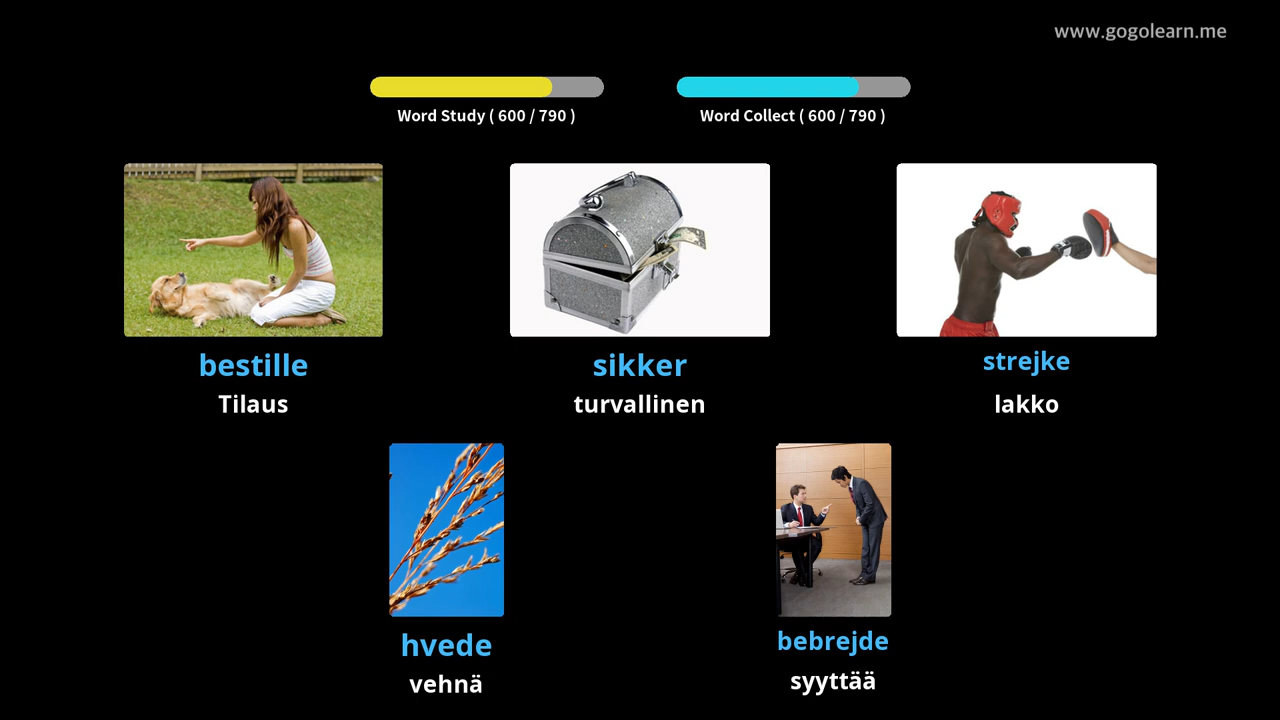 www.gogolearn.me
Word Study ( 600 / 790 )
Word Collect ( 600 / 790 )
bestille
Tilaus
sikker
turvallinen
strejke
lakko
hvede
vehnä
bebrejde
syyttää